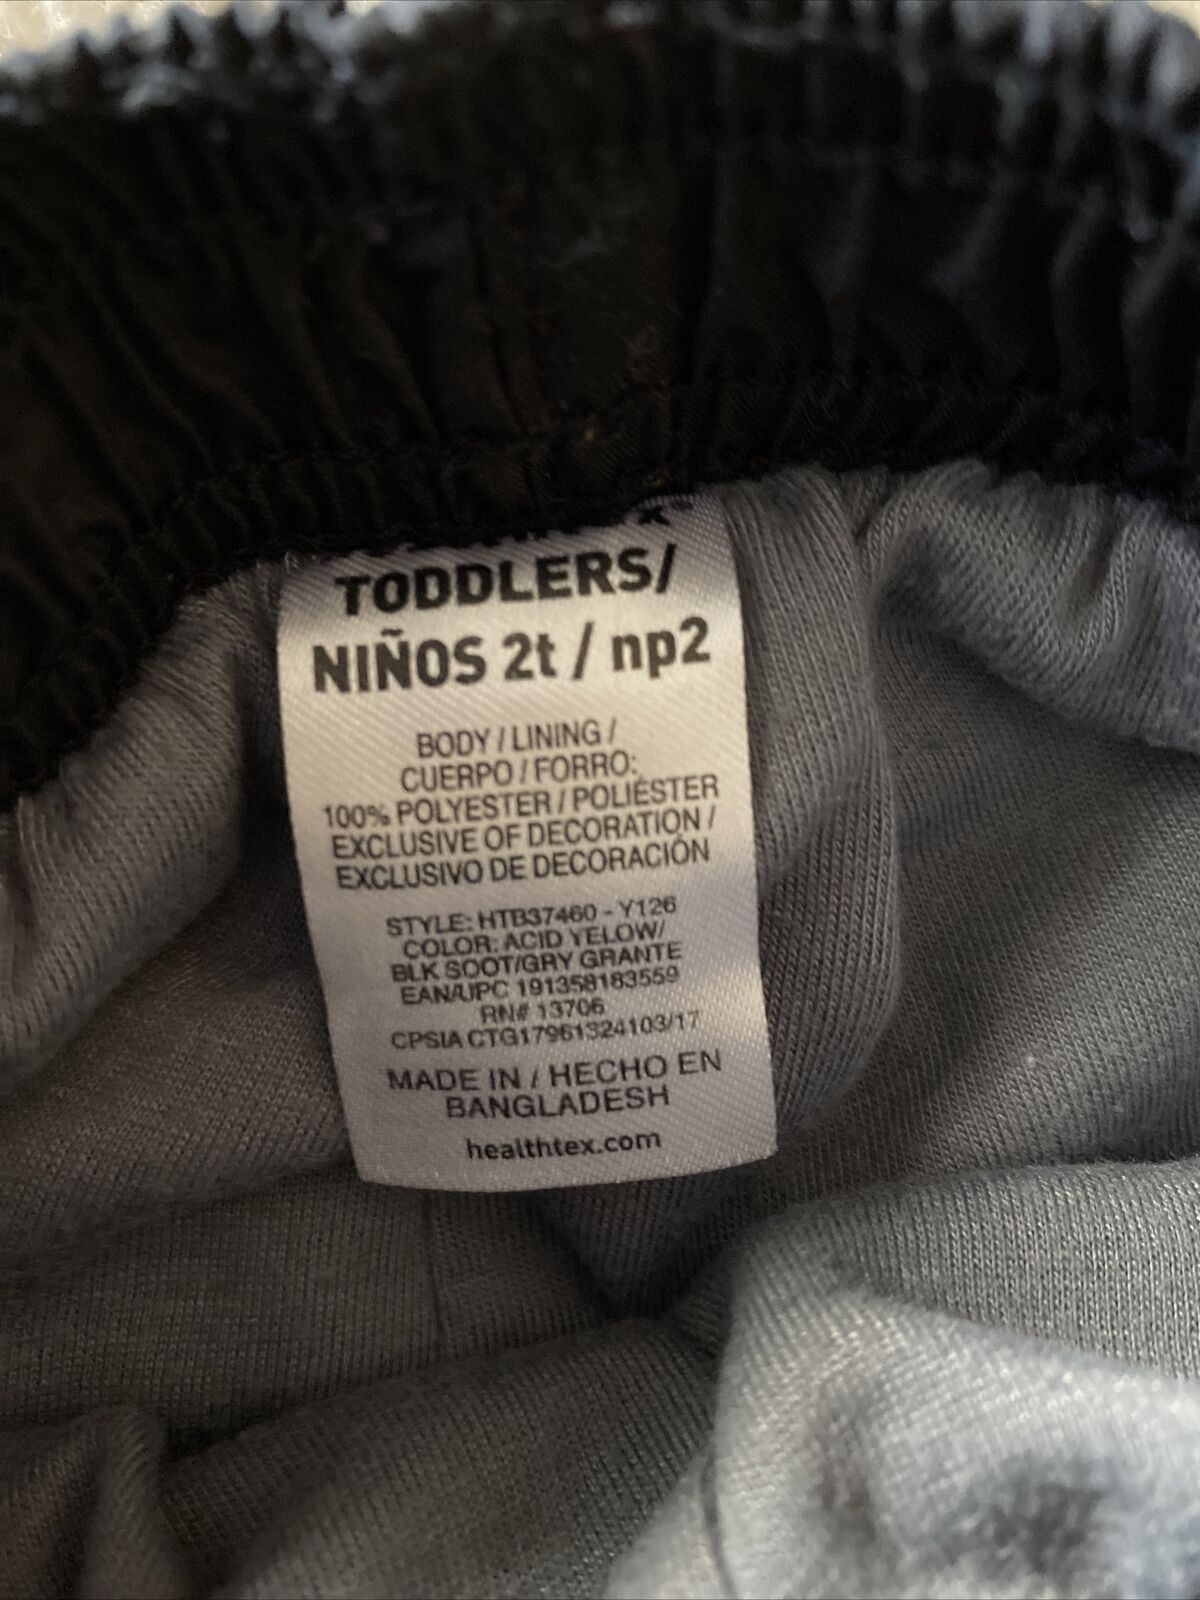 TODDLERS/
NIÑOS 2t / np2
BODY / LINING /
CUERPO / FORRO:
100% POLYESTER / POLIÉSTER
EXCLUSIVE OF DECORATION /
EXCLUSIVO DE DECORACIÓN
STYLE: HTB37460 - Y126
COLOR: ACID YELOW/
BLK SOOT/GRY GRANTE
EAN/UPC 191358183559
RN# 13706
CPSIA CTG17961324103/17
MADE IN / HECHO EN
BANGLADESH
healthtex.com